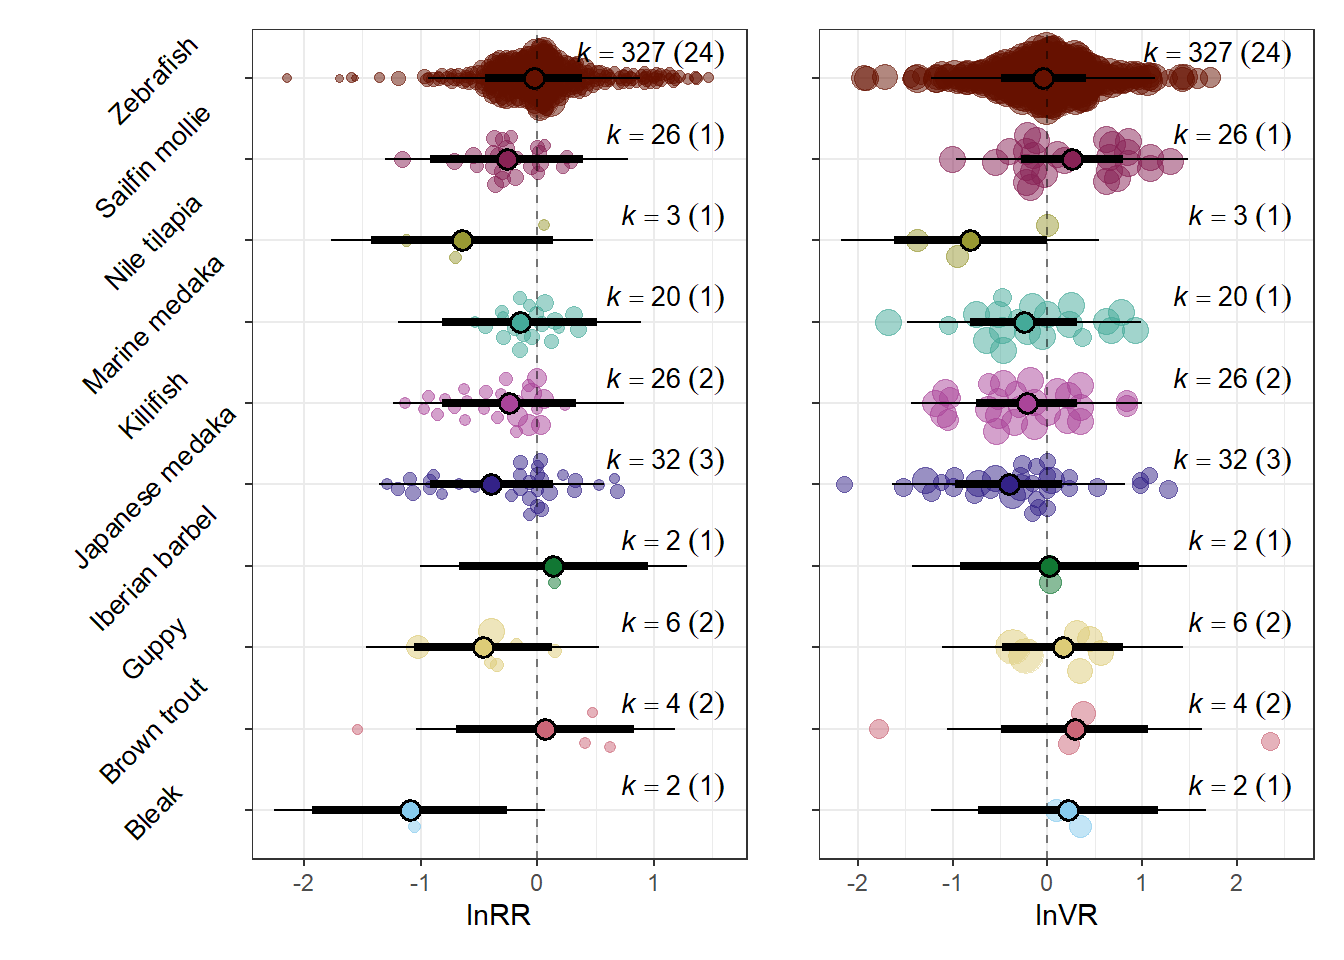 Zebrafish
k = 327 (24)
k = 327 (24)
Sailfin mollie
k = 26 (1)
k = 26 (1)
Nile tilapia
k = 3 (1)
k = 3 (1)
Marine medaka
k = 20 (1)
k = 20 (1)
Killifish
k = 26 (2)
k = 26 (2)
Japanese medaka
k = 32 (3)
k = 32 (3)
Iberian barbel
k = 2 (1)
k = 2 (1)
Guppy
k = 6 (2)
k = 6 (2)
Brown trout
k = 4 (2)
k = 4 (2)
Bleak
k = 2 (1)
k = 2 (1)
-2 -1 0 1
-2 -1 0 1 2
lnRR
lnVR